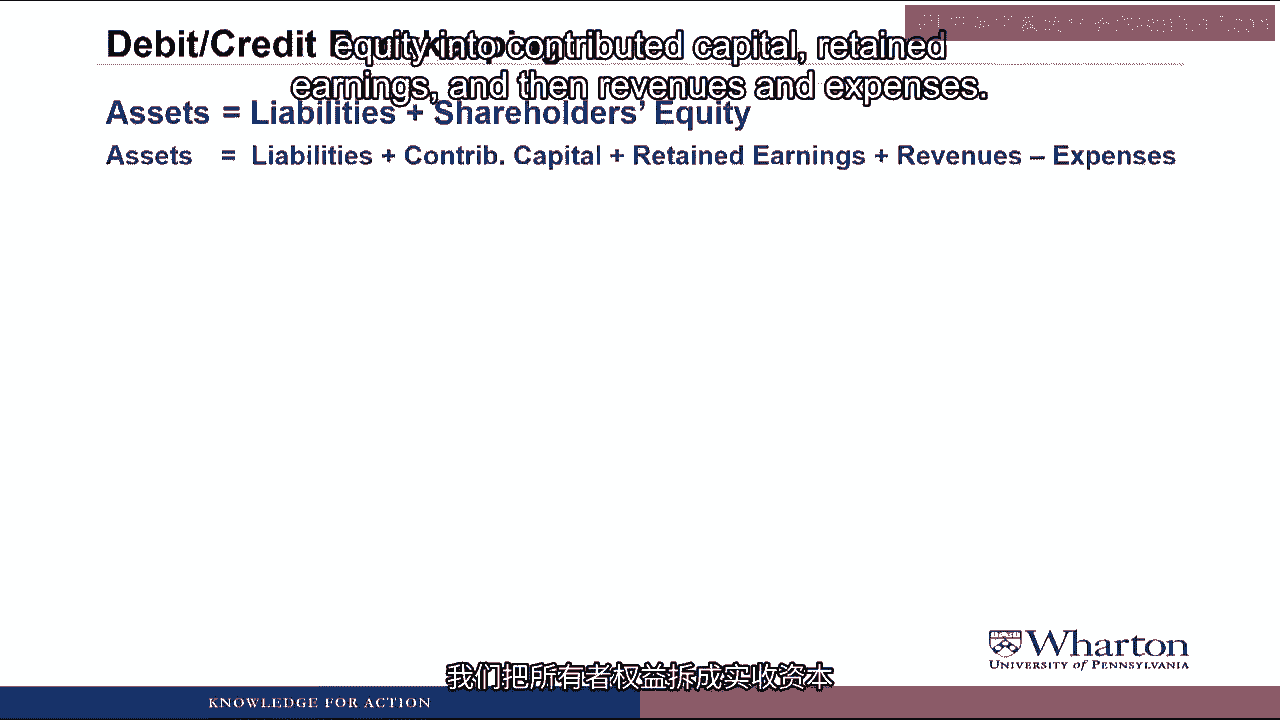 Debit/Credit
equity into contributed capital, retained
earnings, and then revenues and expenses.
Assets = Liabilities + Shareholders' Equity
Assets = Liabilities + Contrib. Capital + Retained Earnings + Revenues – Expenses
Wharton
UNIVERSITY of PENNSYLVANIA
我们把所有者权益拆成实收资本
KNOWLEDGE FOR ACTION